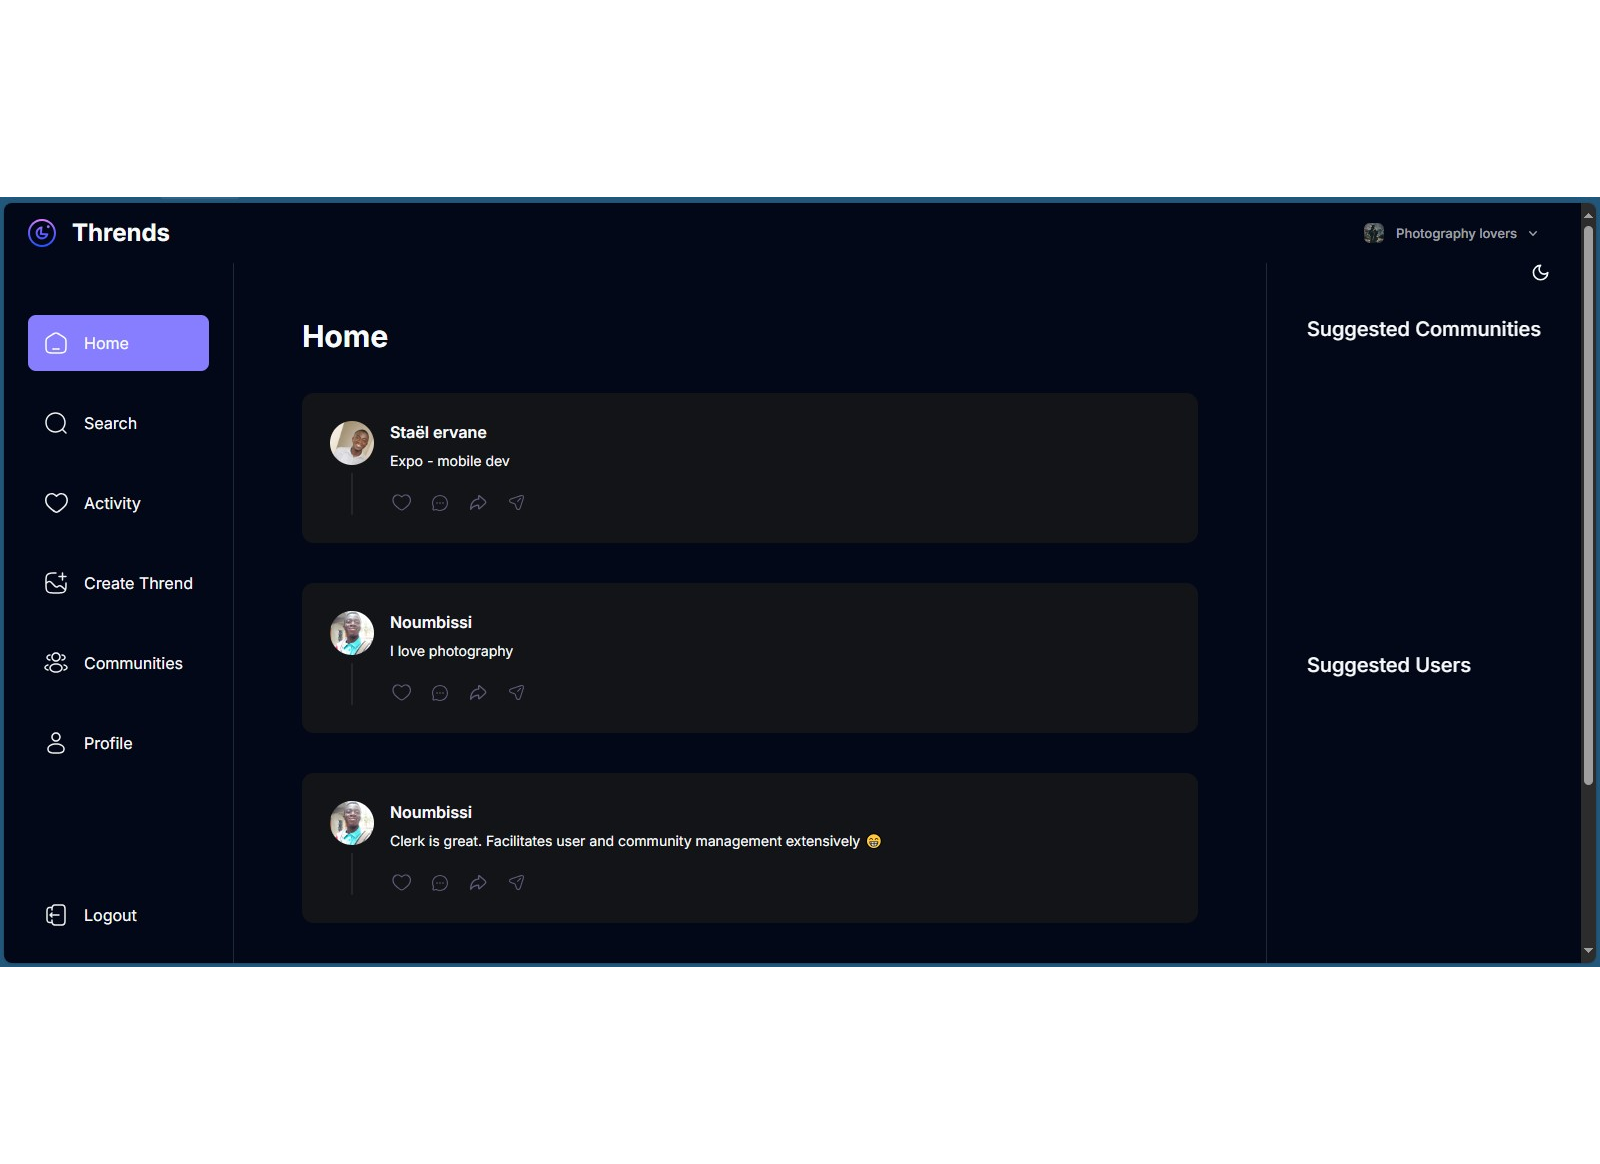 Thrends
Photography lovers
Home
Search
Activity
Create Thrend
Communities
Profile
Logout
Home
Staël ervane
Expo - mobile dev
Noumbissi
I love photography
Noumbissi
Clerk is great. Facilitates user and community management extensively 😁
Suggested Communities
Suggested Users